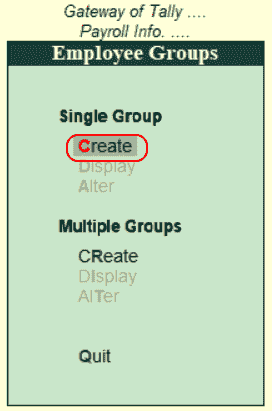 Gateway of Tally ....
Payroll Info. ....
Employee Groups
Single Group
Create
Display
Alter
Multiple Groups
CReate
DIsplay
AlTer
Quit